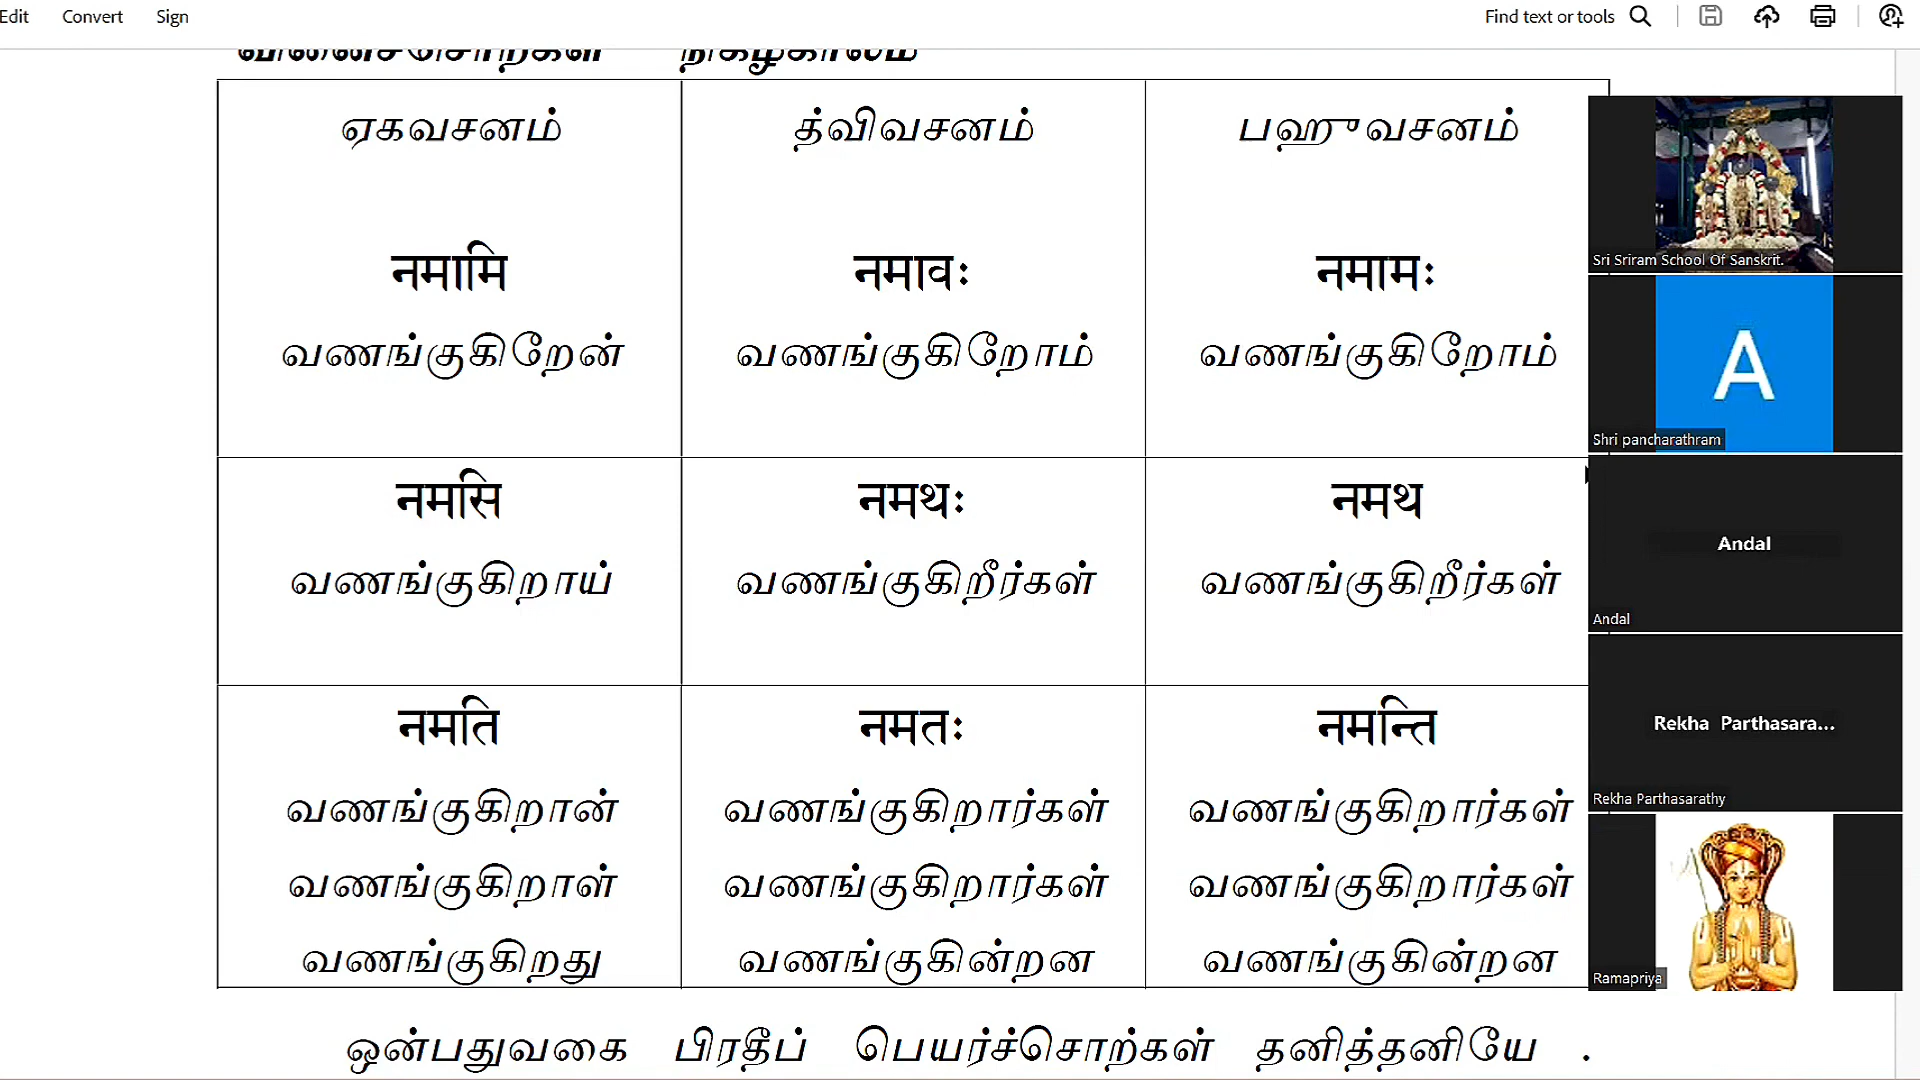 Edit Convert Sign Find text or tools
வினைச்சொற்கள் நிகழ்காலம்
ஏகவசனம் த்விவசனம் பஹுவசனம்
नमामि नमावः नमामः
வணங்குகிறேன் வணங்குகிறோம் வணங்குகிறோம்
नमसि नमथः नमथ
வணங்குகிறாய் வணங்குகிறீர்கள் வணங்குகிறீர்கள்
नमति नमतः नमन्ति
வணங்குகிறான் வணங்குகிறார்கள் வணங்குகிறார்கள்
வணங்குகிறாள் வணங்குகிறார்கள் வணங்குகிறார்கள்
வணங்குகிறது வணங்குகின்றன வணங்குகின்றன
ஒன்பதுவகை பிரதீப் பெயர்ச்சொற்கள் தனித்தனியே .
Sri Sriram School Of Sanskrit.
A
Shri pancharathram
Andal
Andal
Rekha Parthasara...
Rekha Parthasarathy
Ramapriya